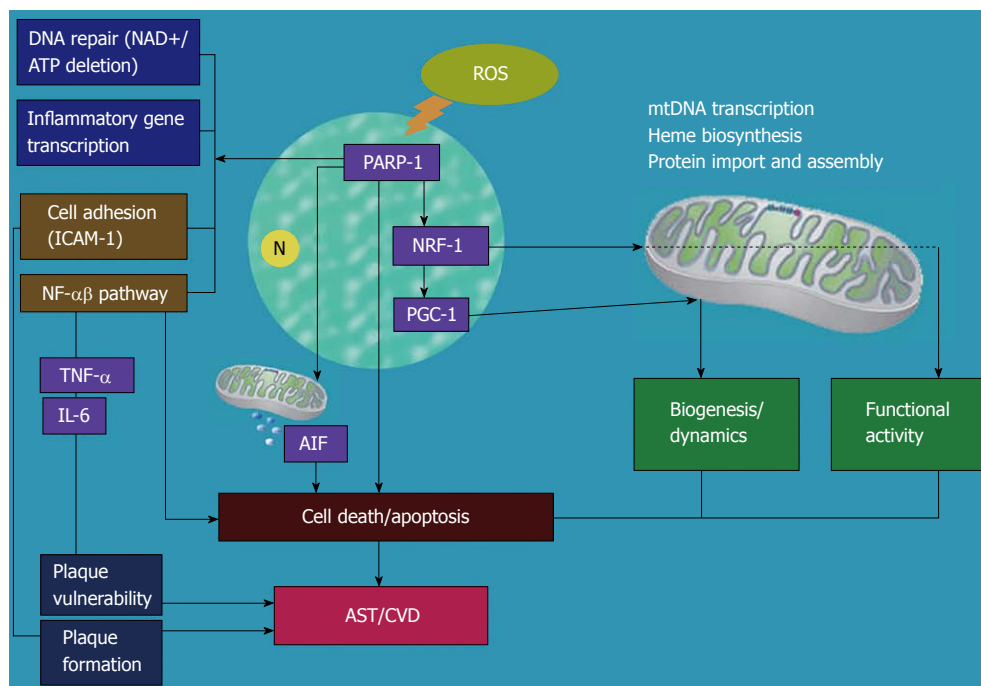 DNA repair (NAD+/
ATP deletion)
Inflammatory gene
transcription
Cell adhesion
(ICAM-1)
NF-αβ pathway
TNF-α
IL-6
Plaque
vulnerability
Plaque
formation
ROS
PARP-1
N
NRF-1
PGC-1
AIF
Cell death/apoptosis
AST/CVD
mtDNA transcription
Heme biosynthesis
Protein import and assembly
Biogenesis/
dynamics
Functional
activity